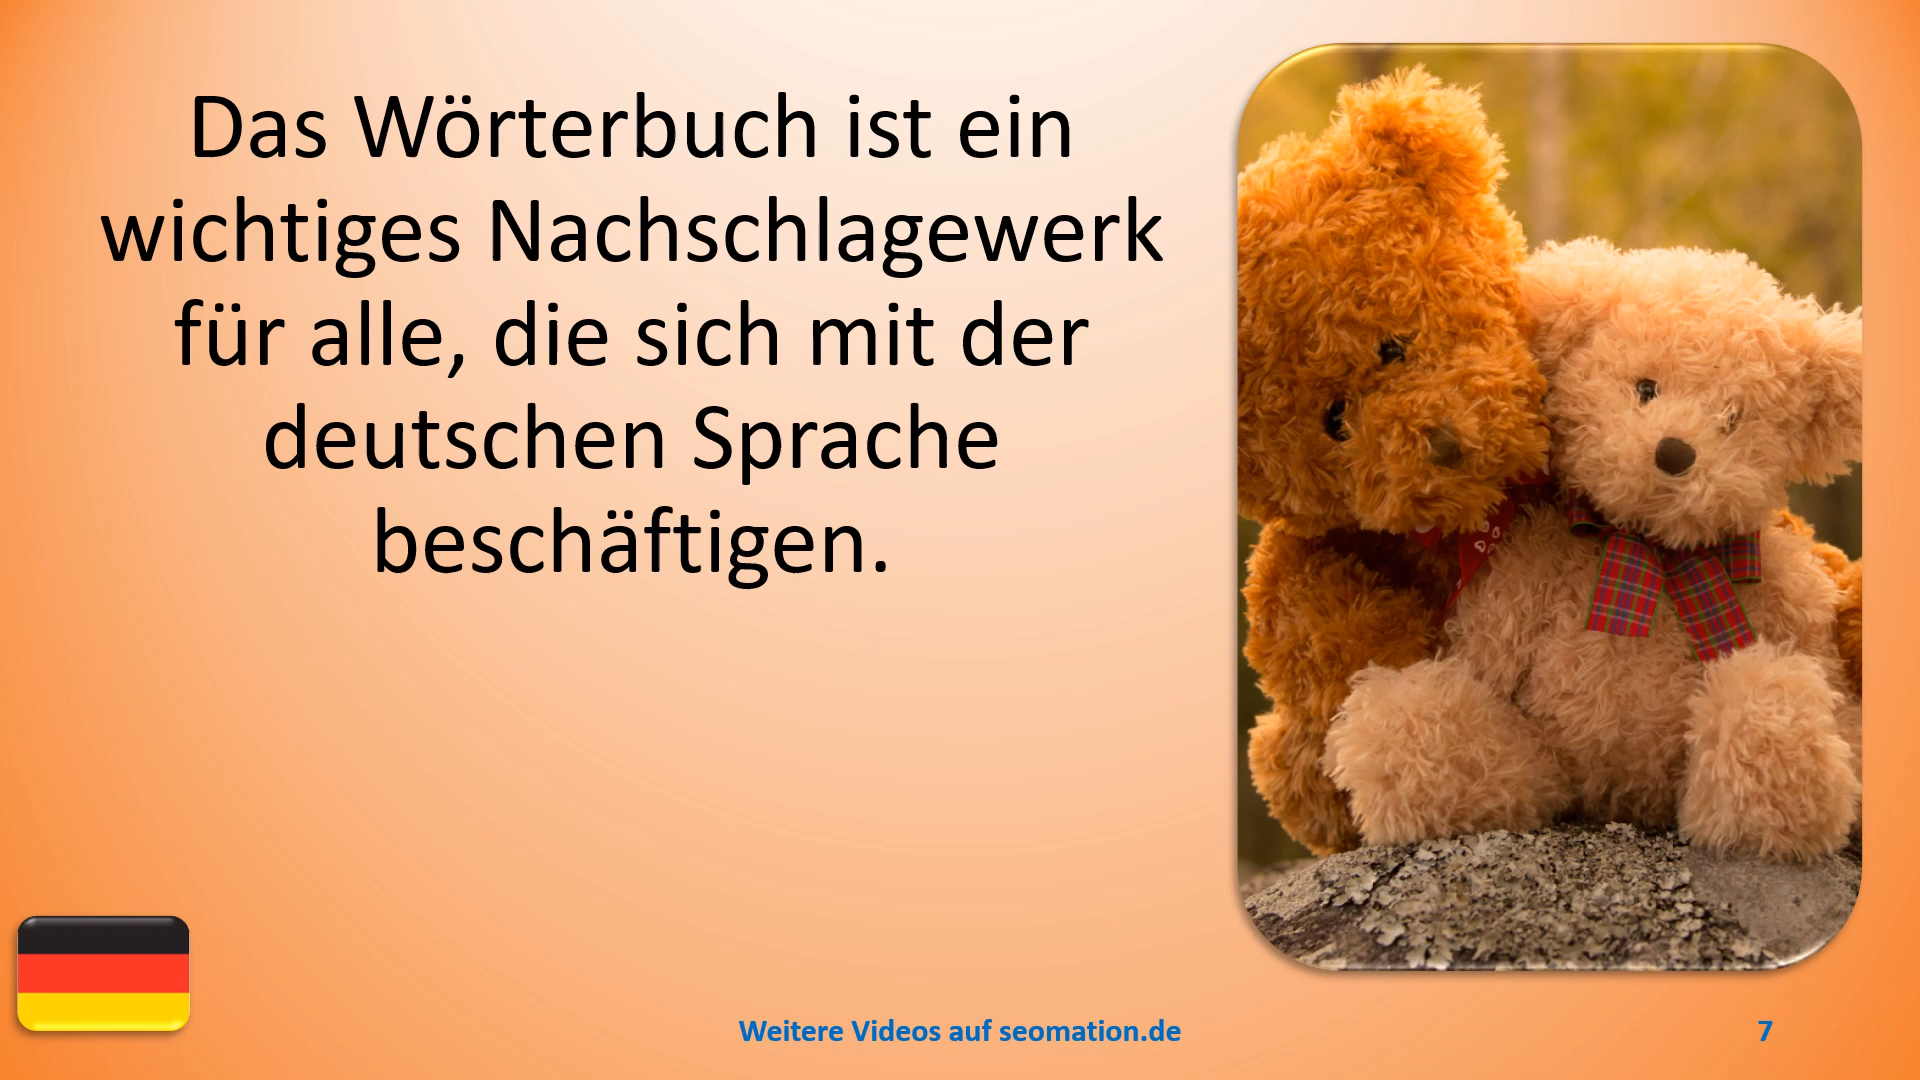 Das Wörterbuch ist ein
wichtiges Nachschlagewerk
für alle, die sich mit der
deutschen Sprache
beschäftigen.
Weitere Videos auf seomation.de
7